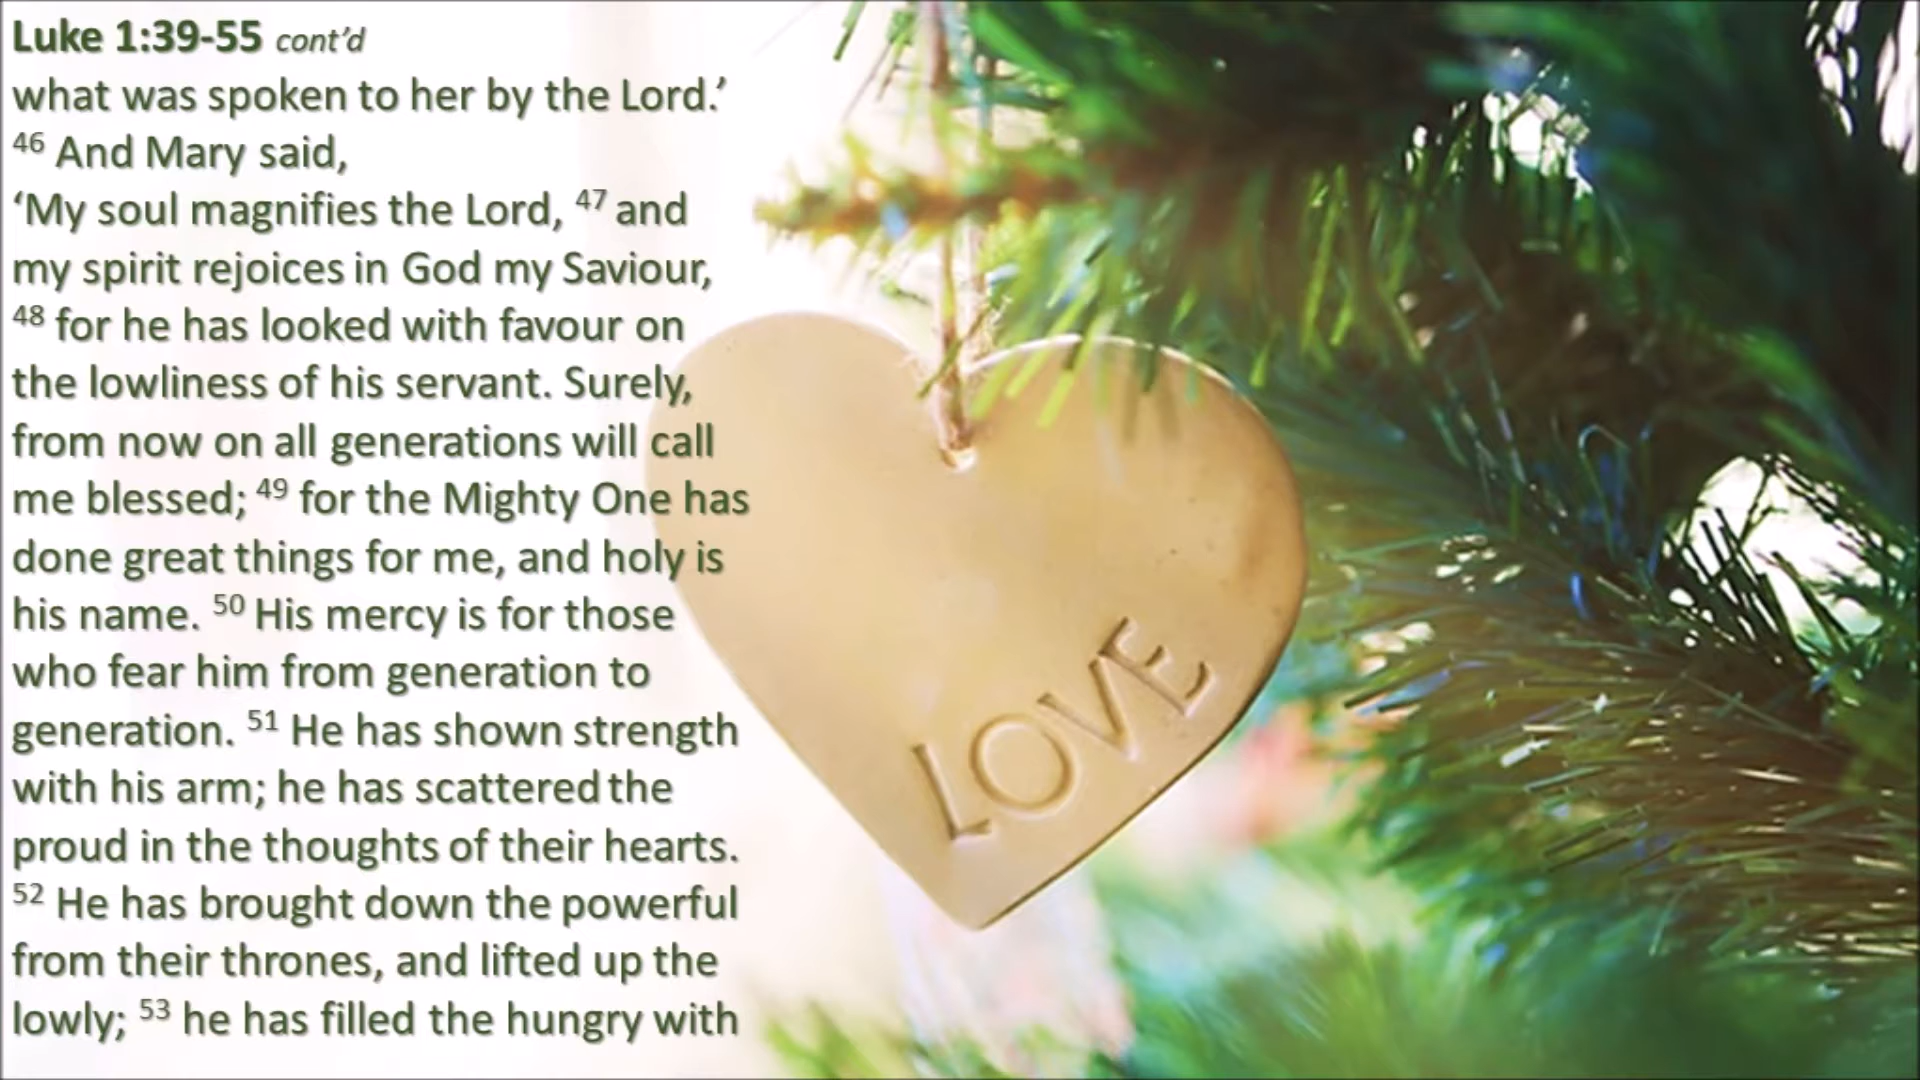 Luke 1:39-55 cont’d
what was spoken to her by the Lord.’
46 And Mary said,
‘My soul magnifies the Lord, 47 and
my spirit rejoices in God my Saviour,
48 for he has looked with favour on
the lowliness of his servant. Surely,
from now on all generations will call
me blessed; 49 for the Mighty One has
done great things for me, and holy is
his name. 50 His mercy is for those
who fear him from generation to
generation. 51 He has shown strength
with his arm; he has scattered the
proud in the thoughts of their hearts.
52 He has brought down the powerful
from their thrones, and lifted up the
lowly; 53 he has filled the hungry with
LOVE